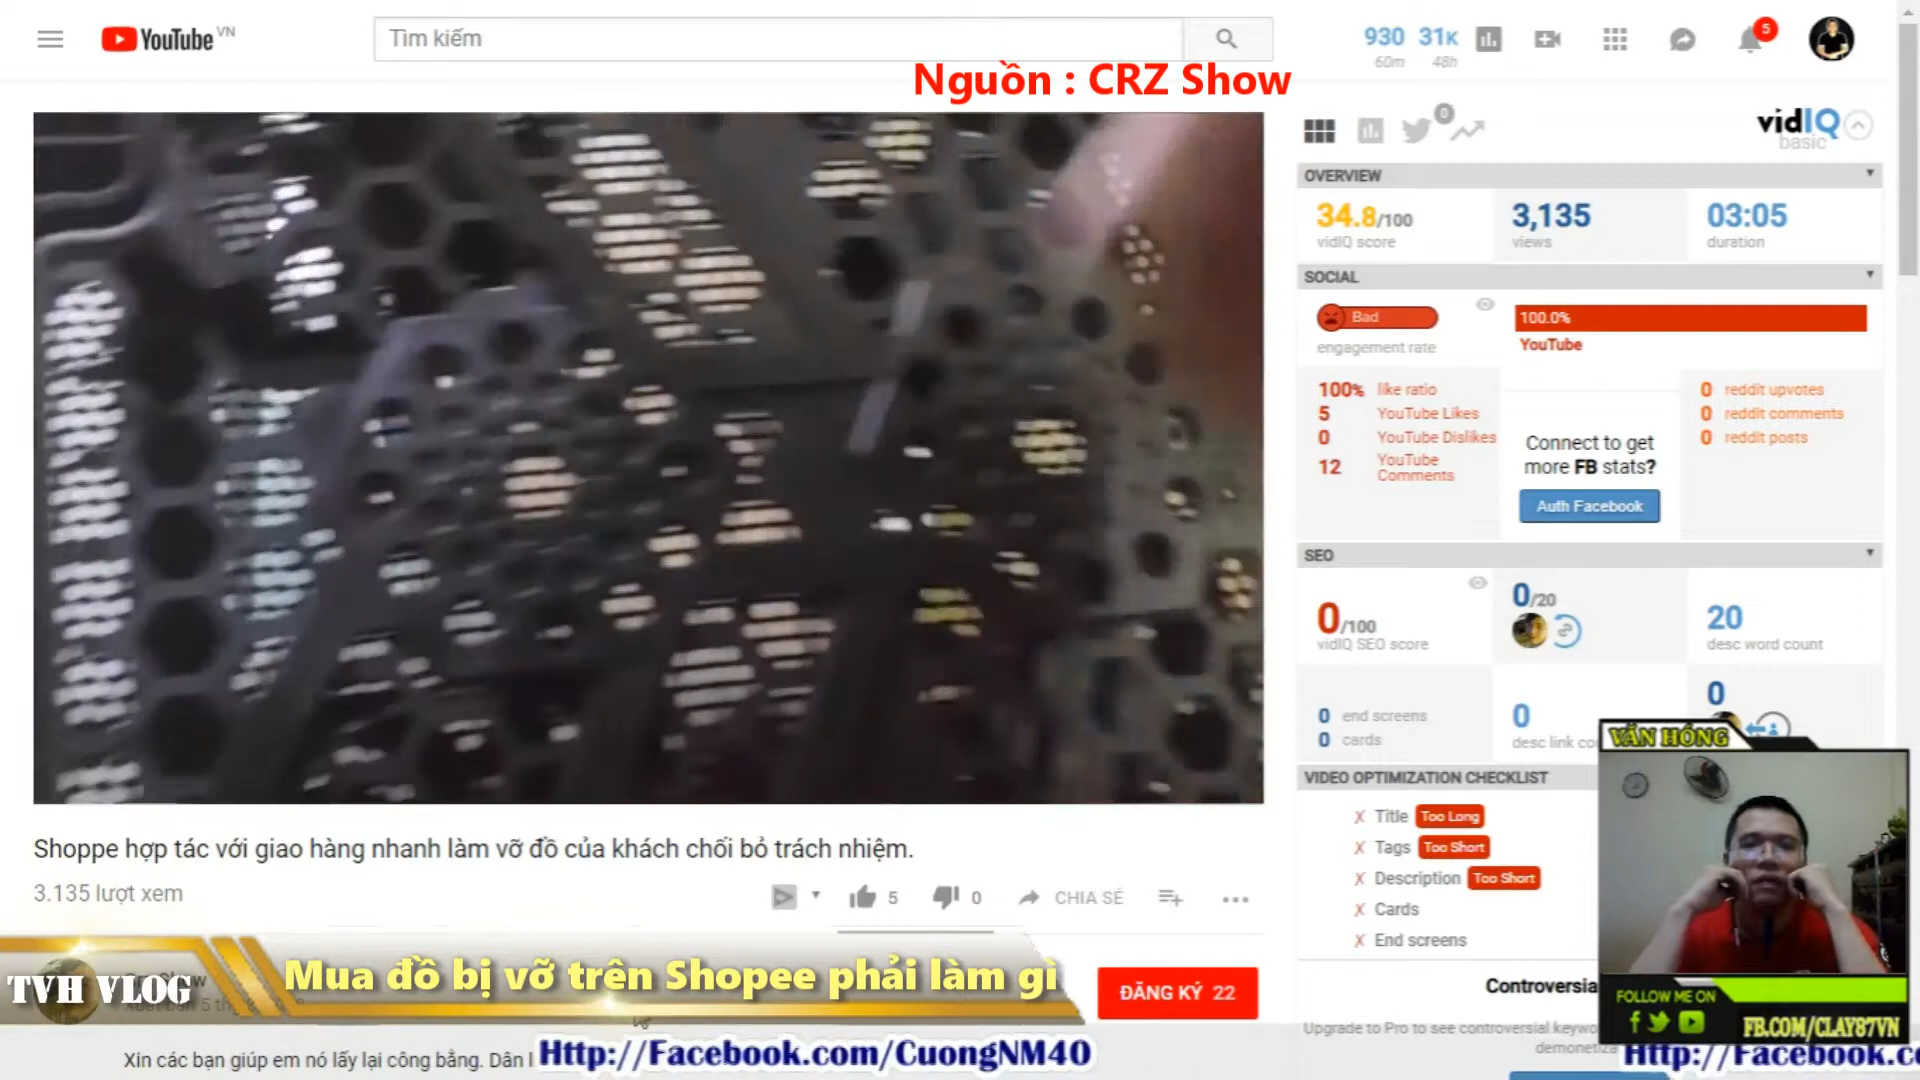 YouTube VN
Tìm kiếm
930 31K
60m 48h
5
Nguồn : CRZ Show
0
vidIQ
basic
OVERVIEW
34.8/100
vidIQ score
3,135
views
03:05
duration
SOCIAL
Bad
engagement rate
100.0%
YouTube
100% like ratio
5 YouTube Likes
0 YouTube Dislikes
12 YouTube Comments
Connect to get
more FB stats?
Auth Facebook
0 reddit upvotes
0 reddit comments
0 reddit posts
SEO
0/100
vidIQ SEO score
0/20
20
desc word count
0 end screens
0 cards
0
desc link
0
VIDEO OPTIMIZATION CHECKLIST
X Title Too Long
X Tags Too Short
X Description Too Short
X Cards
X End screens
Controversia
Upgrade to Pro to see controversial keywo
demonetiza
VĂN HÓNG
FOLLOW ME ON
FB.COM/CLAY87VN
Shoppe hợp tác với giao hàng nhanh làm vỡ đồ của khách chối bỏ trách nhiệm.
3.135 lượt xem
5 0 CHIA SẺ
TVH VLOG
Mua đồ bị vỡ trên Shopee phải làm gì
ĐĂNG KÝ 22
Xin các bạn giúp em nó lấy lại công bằng. Dân
Http://Facebook.com/CuongNM40
Http://Facebook.c